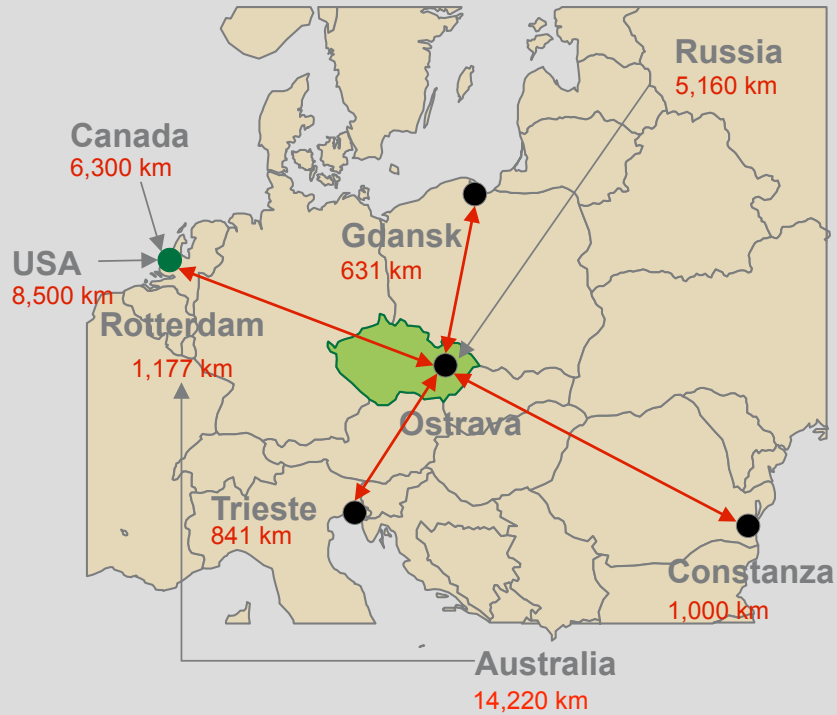 Russia
5,160 km
Canada
6,300 km
Gdansk
631 km
USA
8,500 km
Rotterdam
1,177 km
Ostrava
Trieste
841 km
Constanza
1,000 km
Australia
14,220 km